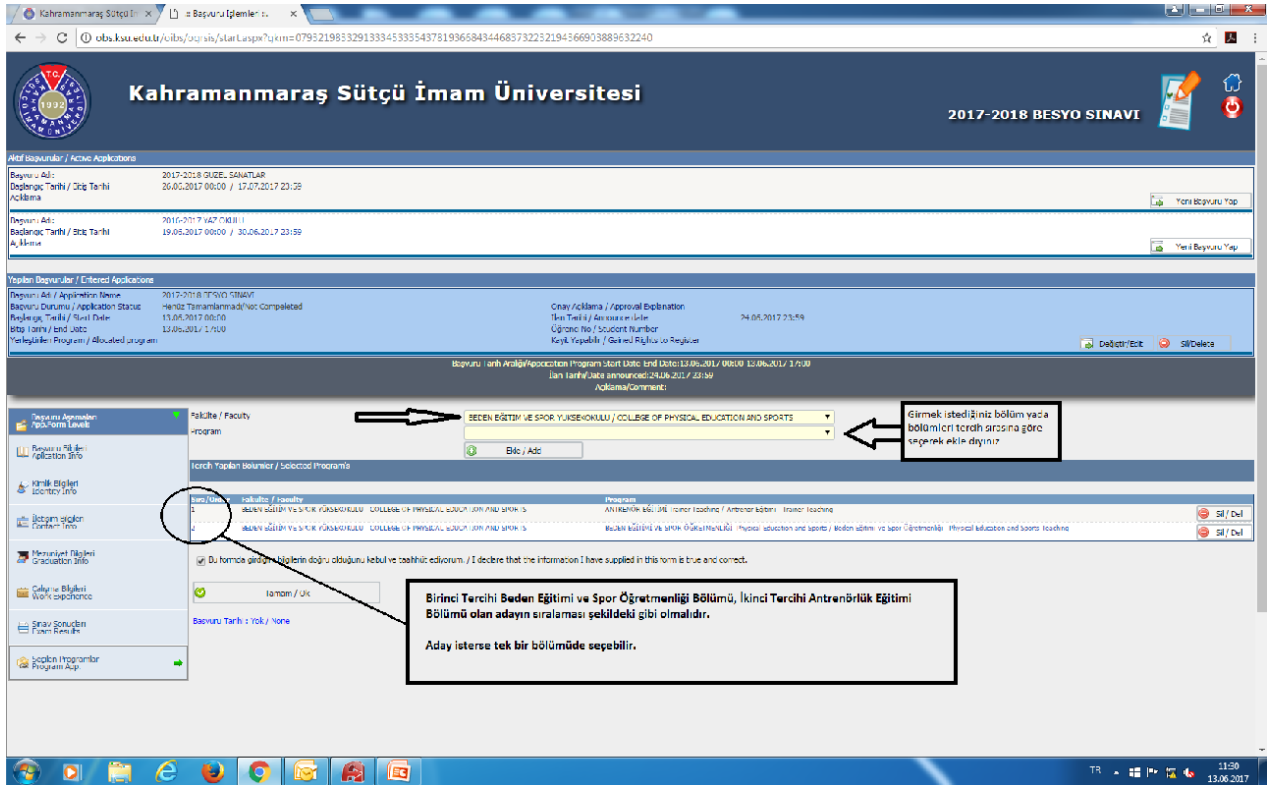 Kahramanmaraş Sütçü İm
:: Başvuru İşlemler ::.
obs.ksu.edu.tr/oibs/ogrsis/start.aspx?qkm=
T.C.
1992
Kahramanmaraş Sütçü İmam Üniversitesi
2017-2018 BESYO SINAVI
Aktif Başvurular / Active Applications
Başvuru Adı:
2017-2018 GUZEL SANATLAR
Başlangıç Tarihi / Bitiş Tarihi
26.06.2017 00:00 / 17.07.2017 23:59
Açıklama
Yeni Başvuru Yap
Başvuru Adı:
2016-2017 YAZ OKULU
Başlangıç Tarihi / Bitiş Tarihi
19.06.2017 00:00 / 30.06.2017 23:59
Açıklama
Yeni Başvuru Yap
Yapılan Başvurular / Entered Applications
Başvuru Adı / Application Name
2017-2018 BESYO SINAVI
Başvuru Durumu / Application Status
Henüz Tamamlanmadı/Not Compeleted
Onay Açıklama / Approval Explanation
Başlangıç Tarihi / Start Date
13.06.2017 00:00
İlan Tarihi / Announce date
24.06.2017 23:59
Bitiş Tarihi / End Date
13.06.2017 17:00
Öğrenci No / Student Number
Yerleştirilen Program / Allocated program
Kayıt Yapabilir / Gained Rights to Register
Değiştir/Edit
Sil/Delete
Başvuru Tarih Aralığı/Appocation Program Start Date End Date:13.06.2017 00:00-13.06.2017 17:00
İlan Tarihi/Date announced:24.06.2017 23:59
Açıklama/Comment:
Başvuru Aşamaları
App.Form Levels
Başvuru Bilgileri
Aplication Info
Kimlik Bilgileri
Identity Info
İletişim Bilgileri
Contact Info
Mezuniyet Bilgileri
Graduation Info
Çalışma Bilgileri
Work Experience
Sınav Sonuçları
Exam Results
Seçilen Programlar
Program App.
Fakülte / Faculty
BEDEN EĞİTİM VE SPOR YUKSEKOKULU / COLLEGE OF PHYSICAL EDUCATION AND SPORTS
Program
Ekle / Add
Girmek istediğiniz bölüm yada
bölümleri tercih sırasına göre
seçerek ekle diyiniz
Tercih Yapılan Bölümler / Selected Program's
Sıra/Order
Fakülte / Faculty
Program
1
BEDEN EĞİTİM VE SPOR YÜKSEKOKULU COLLEGE OF PHYSICAL EDUCATION AND SPORTS
ANTRENÖR EĞİTİMİ Trainer Teaching / Antrenör Eğitimi Trainer Teaching
Sil / Del
2
BEDEN EĞİTİM VE SPOR YÜKSEKOKULU COLLEGE OF PHYSICAL EDUCATION AND SPORTS
BEDEN EĞİTİMİ VE SPOR ÖĞRETMENLİĞİ Physical Education and Sports / Beden Eğitimi ve Spor Öğretmenliği Physical Education and Sports Teaching
Sil / Del
Bu formda girdiğim bilgilerin doğru olduğunu kabul ve taahhüt ediyorum. / I declare that the information I have supplied in this form is true and correct.
Tamam / Ok
Basvuru Tarihi : Yok / None
Birinci Tercihi Beden Eğitimi ve Spor Öğretmenliği Bölümü, İkinci Tercihi Antrenörlük Eğitimi
Bölümü olan adayın sıralaması şekildeki gibi olmalıdır.
Aday isterse tek bir bölümüde seçebilir.
TR
11:30
13.06.2017